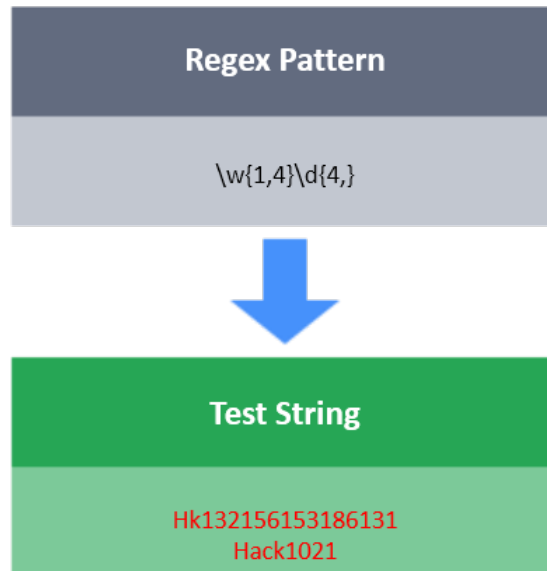 Regex Pattern
\w{1,4}\d{4,}
Test String
Hk132156153186131
Hack1021